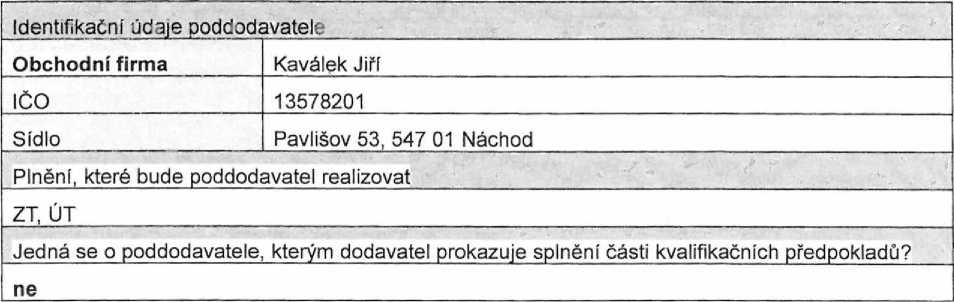 Identifikační údaje poddodavatele
Obchodní firma Kaválek Jiří
IČO 13578201
Sídlo Pavlišov 53, 547 01 Náchod
Plnění, které bude poddodavatel realizovat
ZT, ÚT
Jedná se o poddodavatele, kterým dodavatel prokazuje splnění části kvalifikačních předpokladů?
ne